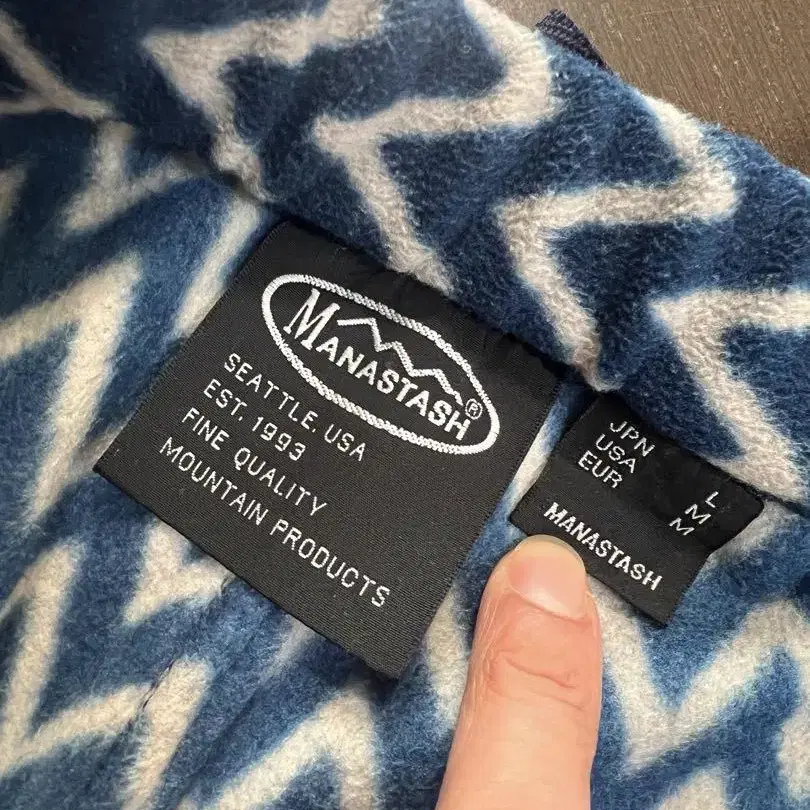 MANASTASH®
SEATTLE, USA
EST. 1993
FINE QUALITY
MOUNTAIN PRODUCTS
JPN L
USA M
EUR M
MANASTASH